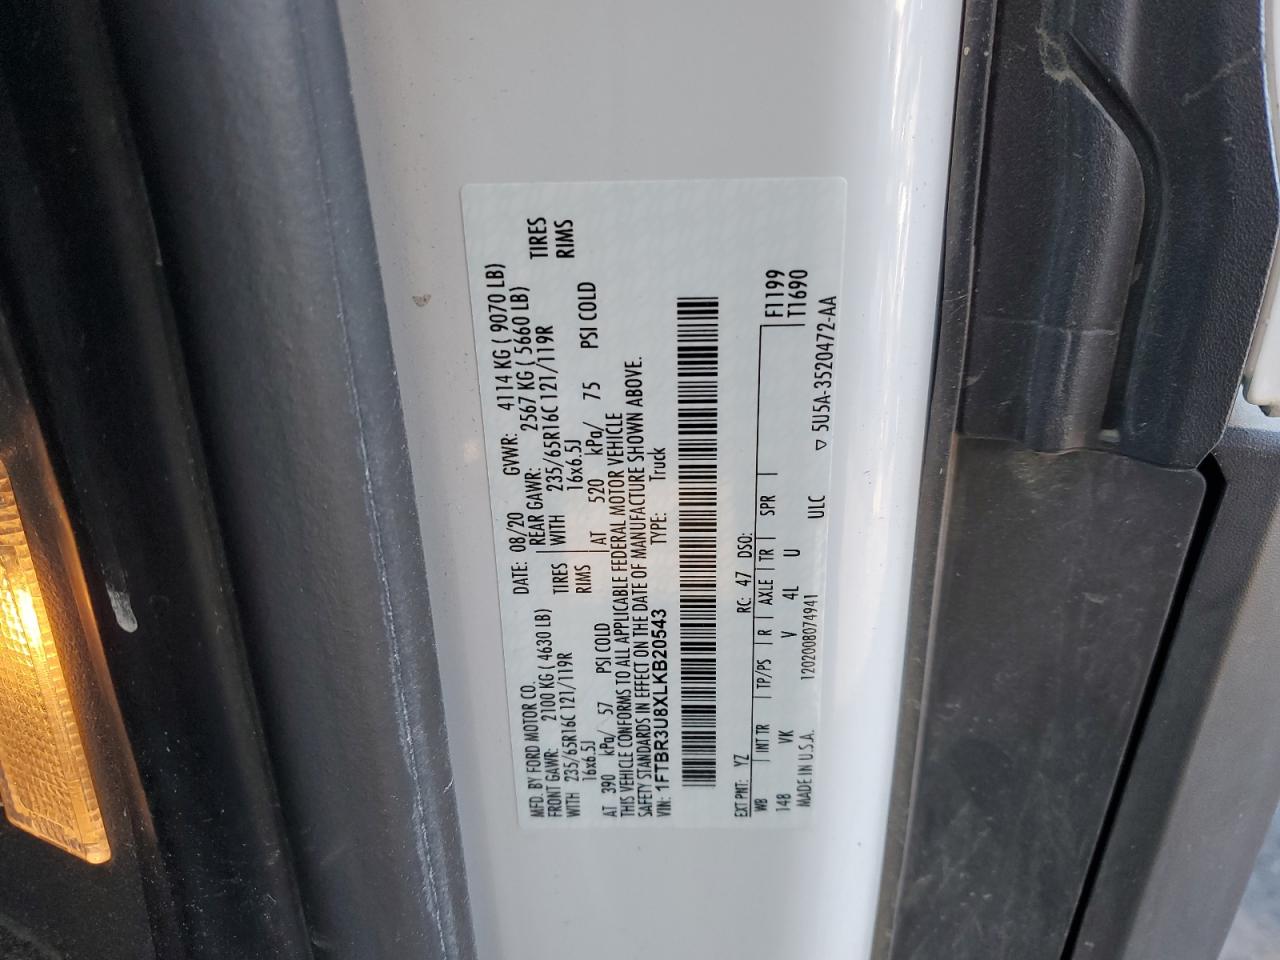 MFD. BY FORD MOTOR CO.
DATE: 08/20 GVWR: 4114 KG ( 9070 LB)
FRONT GAWR: 2100 KG ( 4630 LB) REAR GAWR: 2567 KG ( 5660 LB)
WITH 235/65R16C 121/119R TIRES WITH 235/65R16C 121/119R TIRES
16x6.5J RIMS 16x6.5J RIMS
AT 390 kPa/ 57 PSI COLD AT 520 kPa/ 75 PSI COLD
THIS VEHICLE CONFORMS TO ALL APPLICABLE FEDERAL MOTOR VEHICLE
SAFETY STANDARDS IN EFFECT ON THE DATE OF MANUFACTURE SHOWN ABOVE.
VIN: 1FTBR3U8XLKB20543 TYPE: Truck
EXT PNT: YZ RC: 47 DSO:
WB INT TR TP/PS R AXLE TR SPR F1199
148 VK V 4L U T1690
MADE IN U.S.A. 1202008074941 ULC ▽ 5U5A-3520472-AA